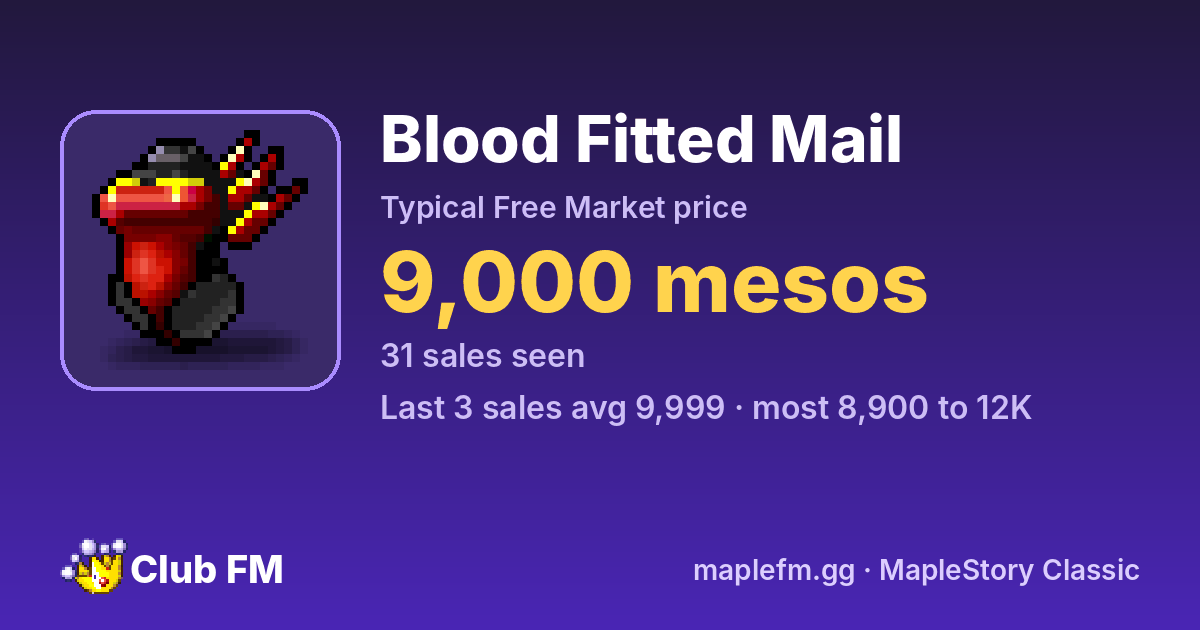 Blood Fitted Mail
Typical Free Market price
9,000 mesos
31 sales seen
Last 3 sales avg 9,999 · most 8,900 to 12K
Club FM
maplefm.gg · MapleStory Classic